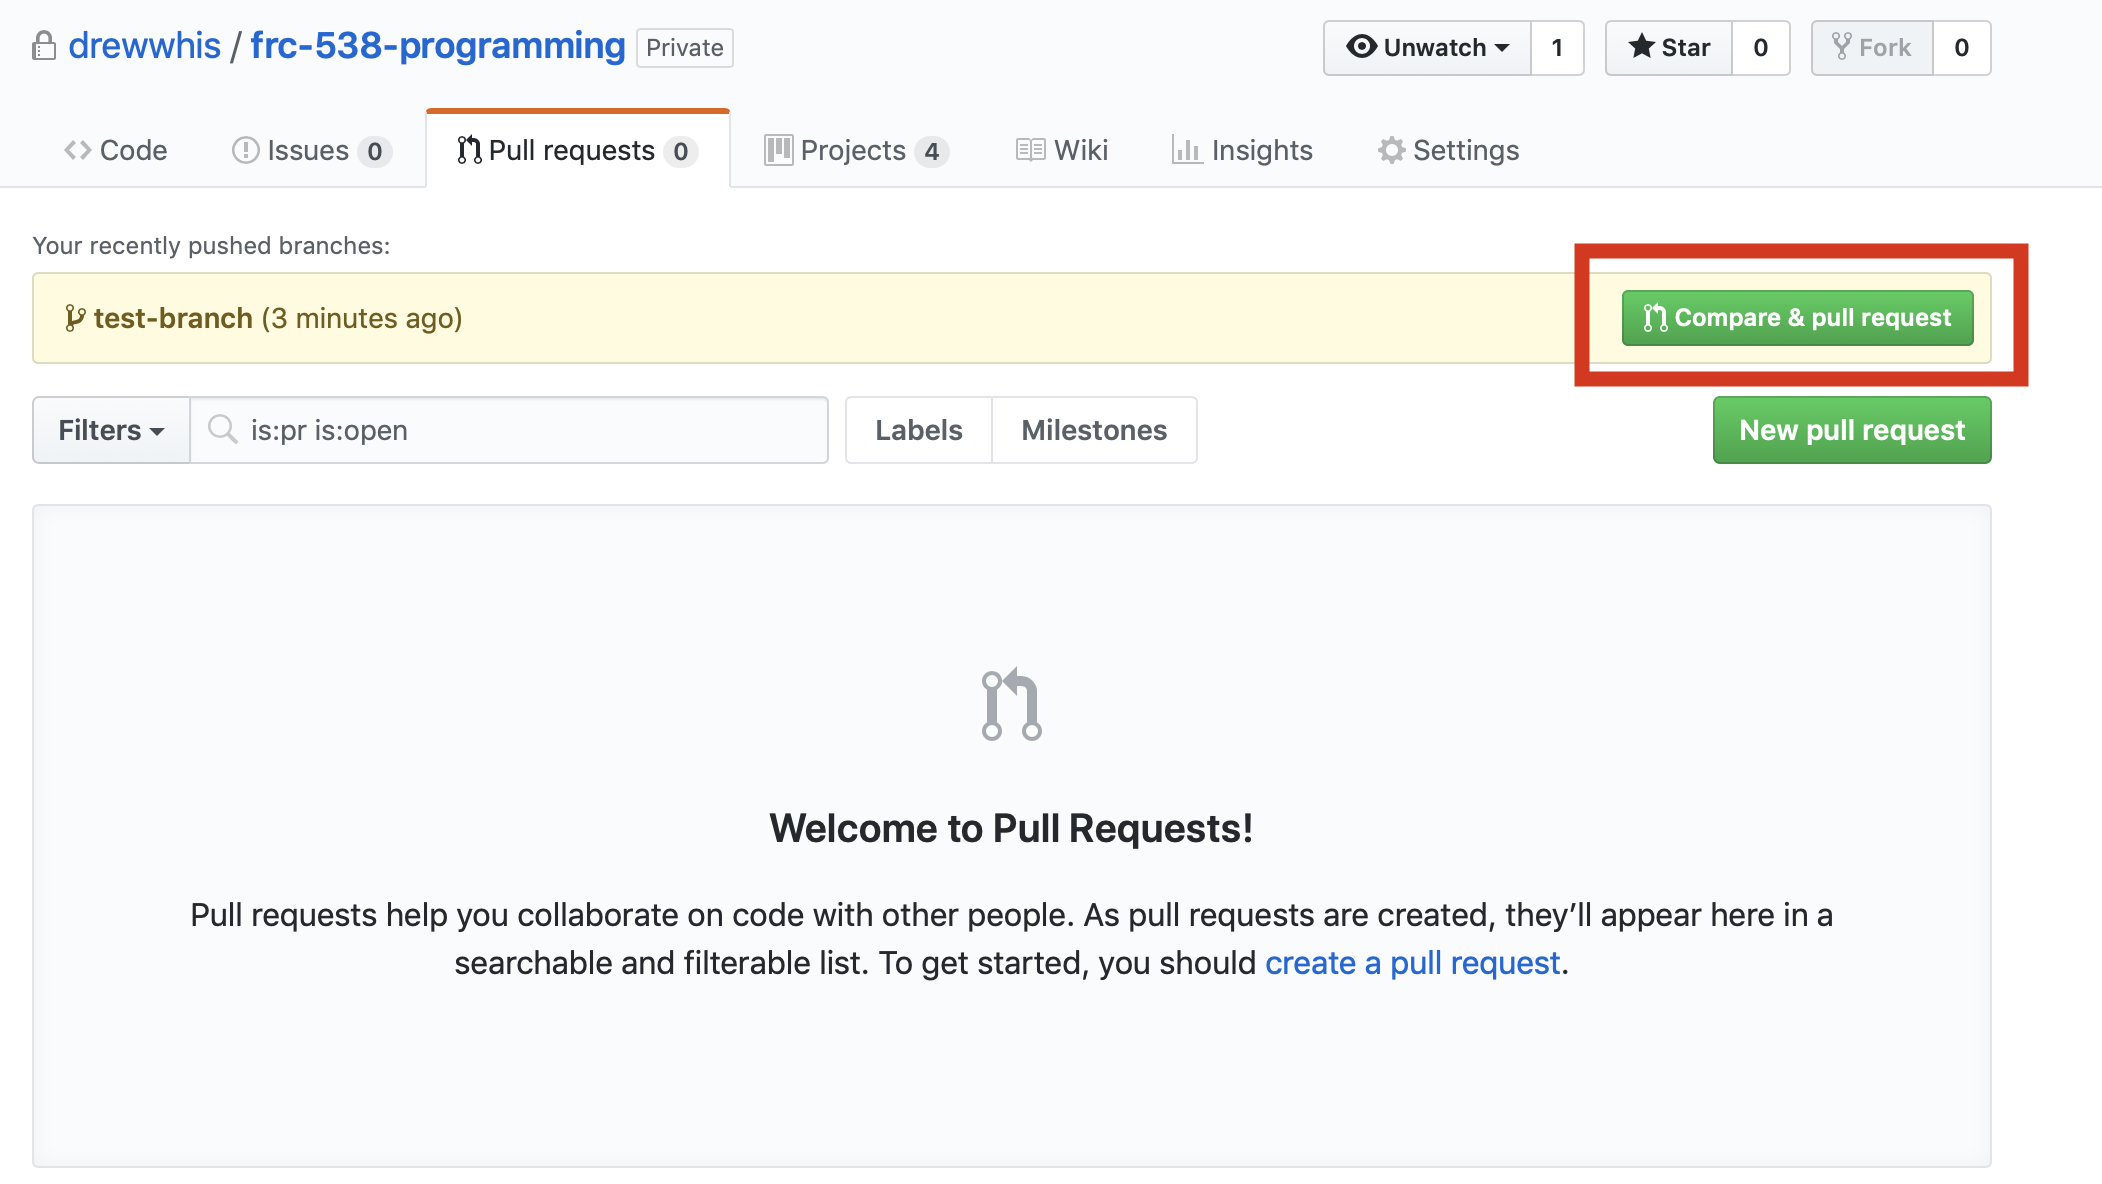 drewwhis / frc-538-programming Private Unwatch 1 Star 0 Fork 0
Code Issues 0 Pull requests 0 Projects 4 Wiki Insights Settings
Your recently pushed branches:
test-branch (3 minutes ago) Compare & pull request
Filters is:pr is:open Labels Milestones New pull request
Welcome to Pull Requests!
Pull requests help you collaborate on code with other people. As pull requests are created, they’ll appear here in a
searchable and filterable list. To get started, you should create a pull request.